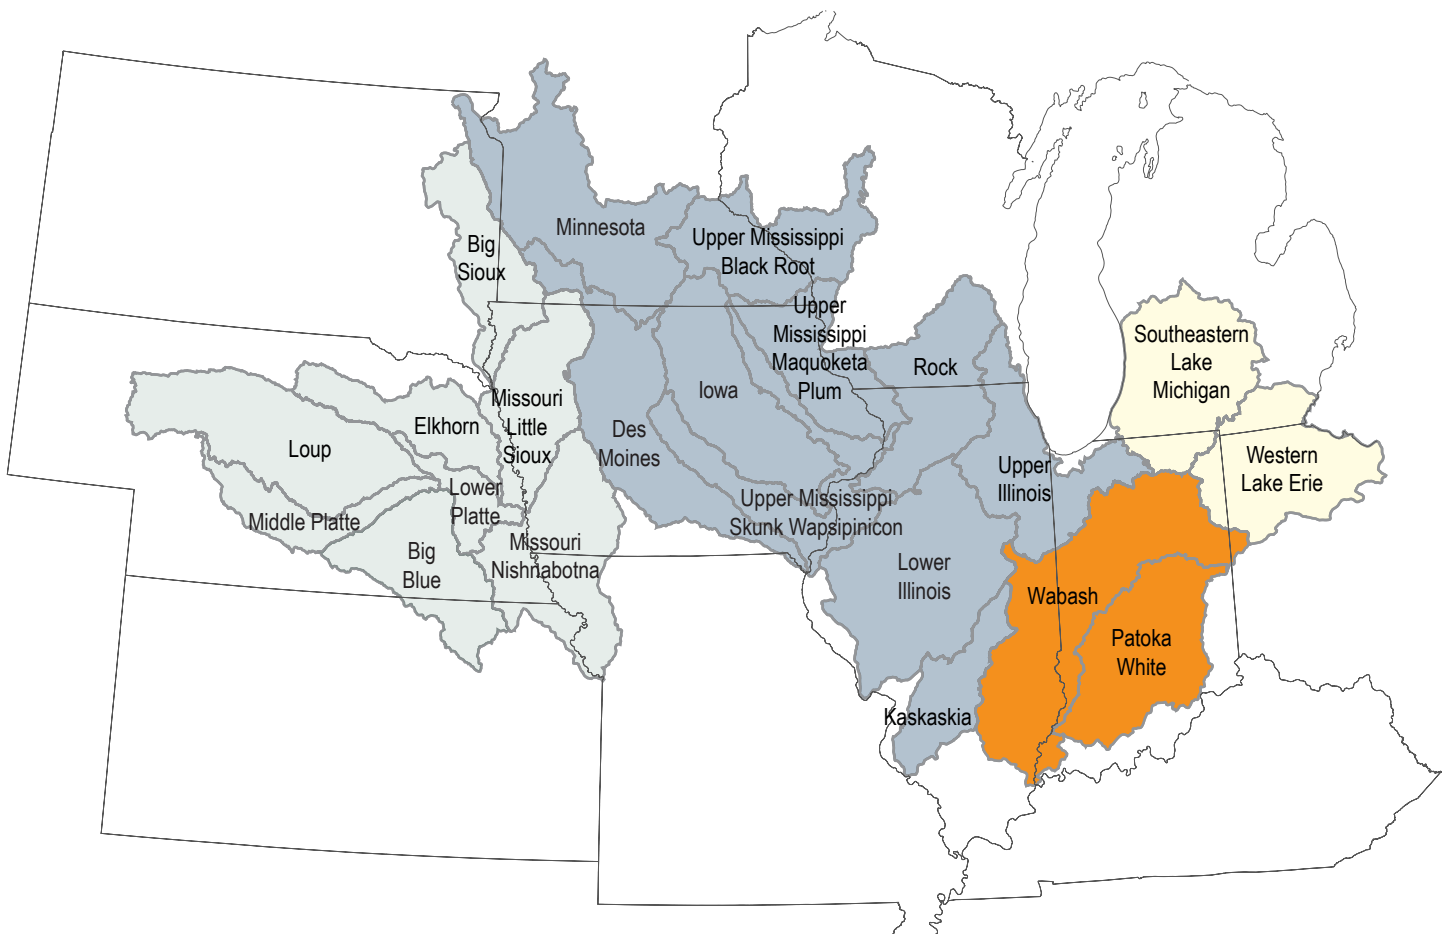 Minnesota
Upper Mississippi
Black Root
Big
Sioux
Upper
Mississippi
Maquoketa
Plum
Southeastern
Lake
Michigan
Rock
Iowa
Missouri
Little
Sioux
Elkhorn
Des
Moines
Loup
Western
Lake Erie
Upper
Illinois
Lower
Platte
Upper Mississippi
Skunk Wapsipinicon
Middle Platte
Missouri
Nishnabotna
Big
Blue
Lower
Illinois
Wabash
Patoka
White
Kaskaskia